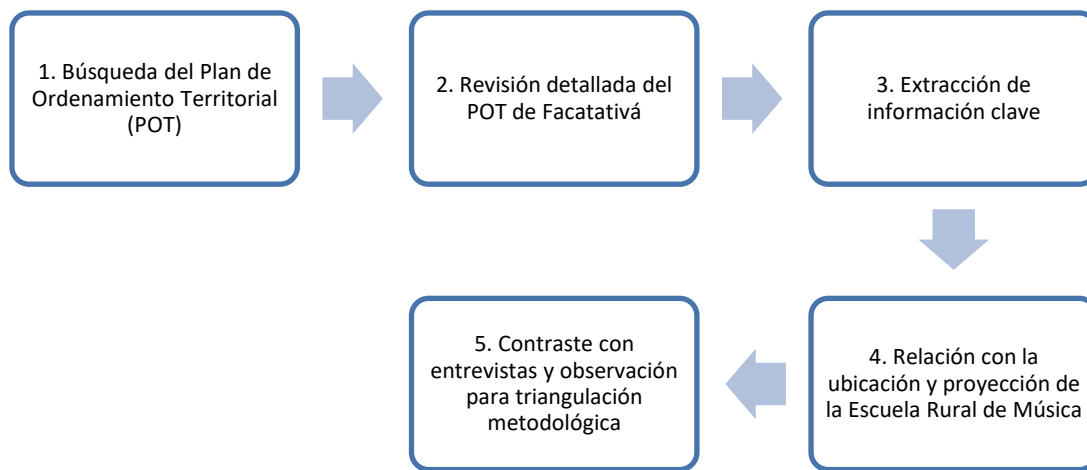 1. Búsqueda del Plan de
Ordenamiento Territorial
(POT)
2. Revisión detallada del
POT de Facatativá
3. Extracción de
información clave
4. Relación con la
ubicación y proyección de
la Escuela Rural de Música
5. Contraste con
entrevistas y observación
para triangulación
metodológica